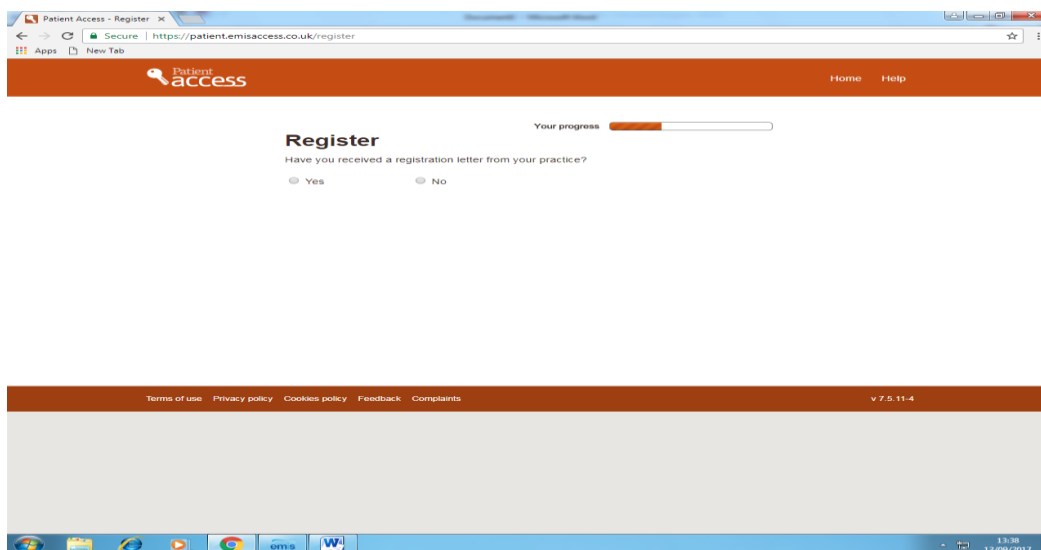 Patient Access - Register
Secure | https://patient.emisaccess.co.uk/register
Apps New Tab
Patient access
Home Help
Your progress
Register
Have you received a registration letter from your practice?
Yes No
Terms of use Privacy policy Cookies policy Feedback Complaints
v 7.5.11-4
emis
13:38